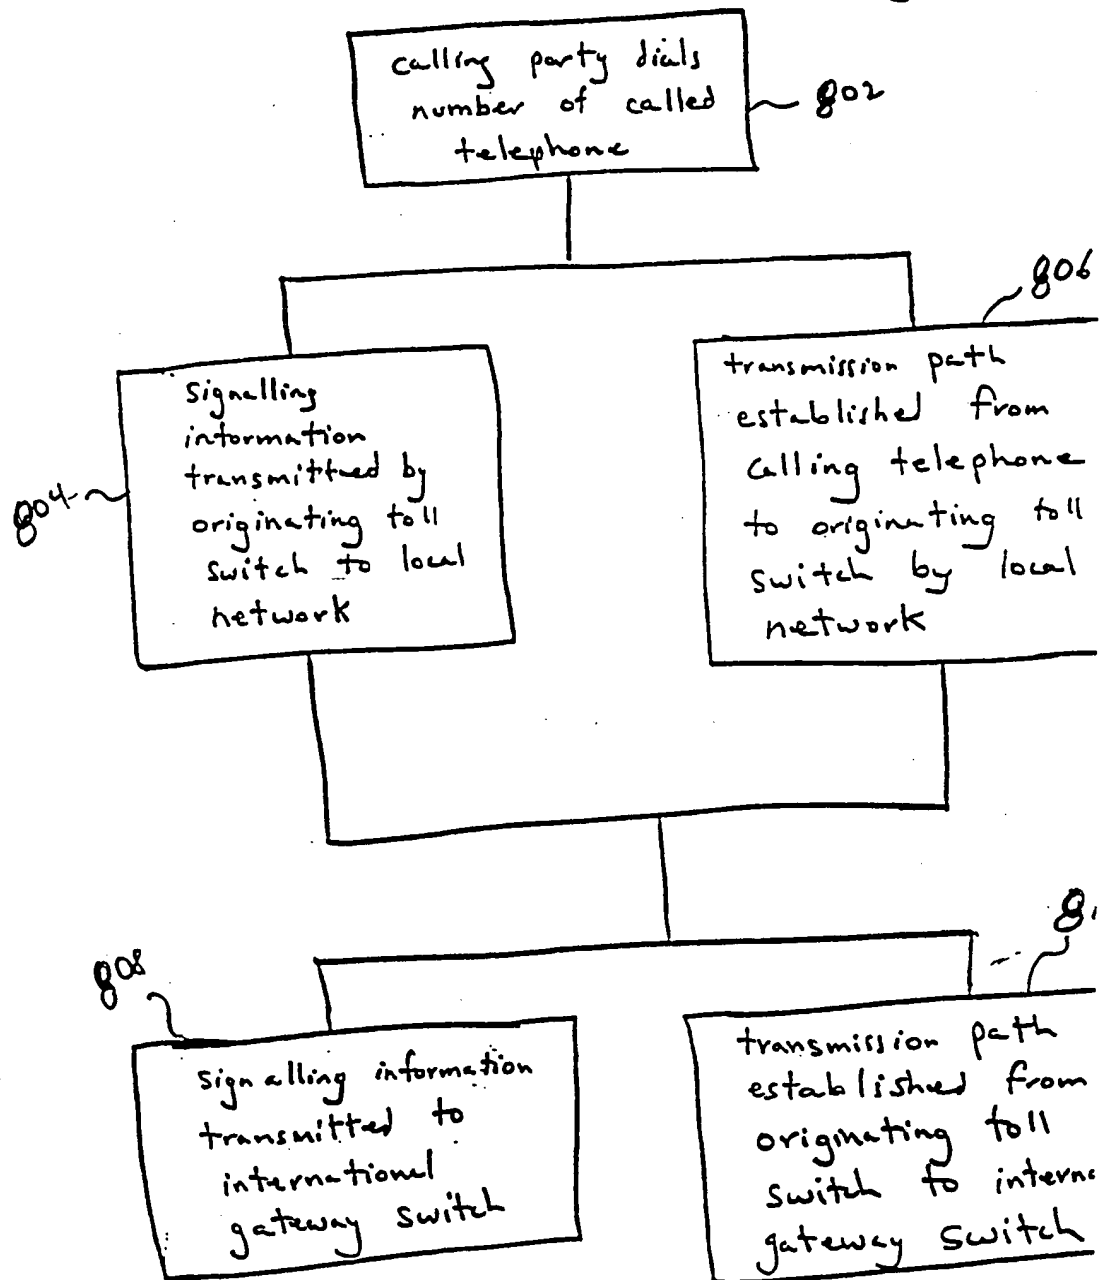 calling party dials
number of called
telephone
802
806
signalling
information
transmitted by
originating toll
switch to local
network
804
transmission path
established from
calling telephone
to originating toll
switch by local
network
808
signalling information
transmitted to
international
gateway switch
transmission path
established from
originating toll
switch to
gateway switch